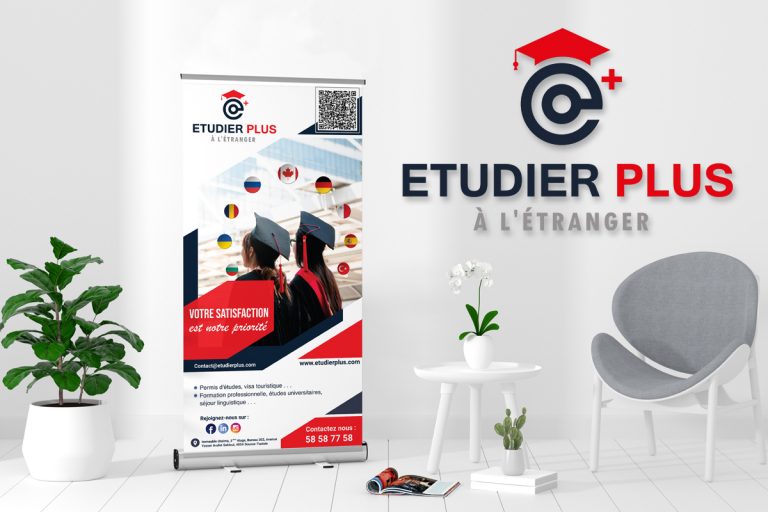 ETUDIER PLUS
À L'ÉTRANGER
ETUDIER PLUS
À L'ÉTRANGER
VOTRE SATISFACTION
est notre priorité
Contact@etudierplus.com
www.etudierplus.com
Permis d'études, visa touristique . . .
Formation professionnelle, études universitaires,
séjour linguistique . . .
Rejoignez-nous sur :
Contactez nous :
58 58 77 58